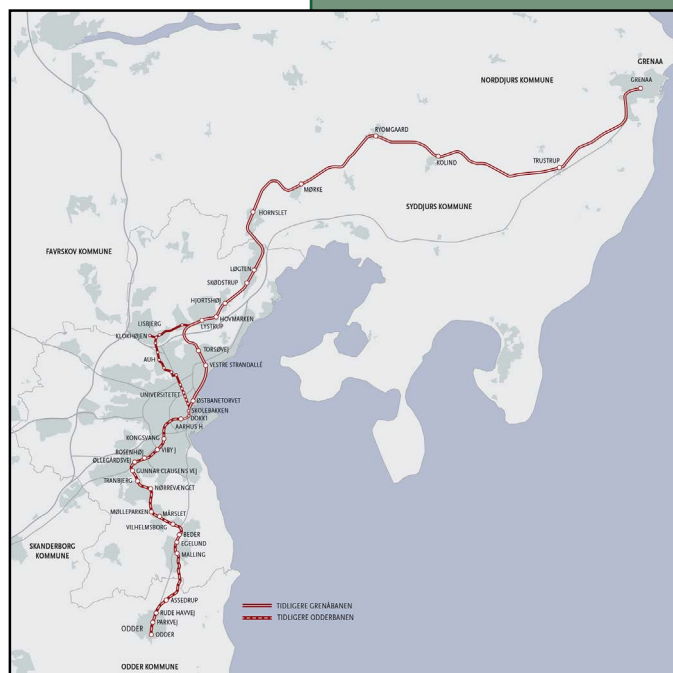 GRENAA
NORDDJURS KOMMUNE
GRENAA
RYOMGAARD
KOLIND
TRUSTRUP
MØRKE
SYDDJURS KOMMUNE
HORNSLET
FAVRSKOV KOMMUNE
LØGTEN
SKØDSTRUP
HJORTSHØJ
HOVMARKEN
LISBJERG
LYSTRUP
KLOKHØJEN
TORSØVEJ
AUH
VESTRE STRANDALLÉ
UNIVERSITETET
ØSTBANETORVET
SKOLEBAKKEN
DOKK1
AARHUS H
KONGSVANG
VIBY J
ROSENHØJ
ØLLEGÅRDSVEJ
GUNNAR CLAUSENS VEJ
TRANBJERG
NØRREVÆNGET
MØLLEPARKEN
MÅRSLET
VILHELMSBORG
BEDER
EGELUND
MALLING
SKANDERBORG
KOMMUNE
ASSEDRUP
RUDE HAVVEJ
PARKVEJ
ODDER
ODDER
ODDER KOMMUNE
TIDLIGERE GRENÅBANEN
TIDLIGERE ODDERBANEN